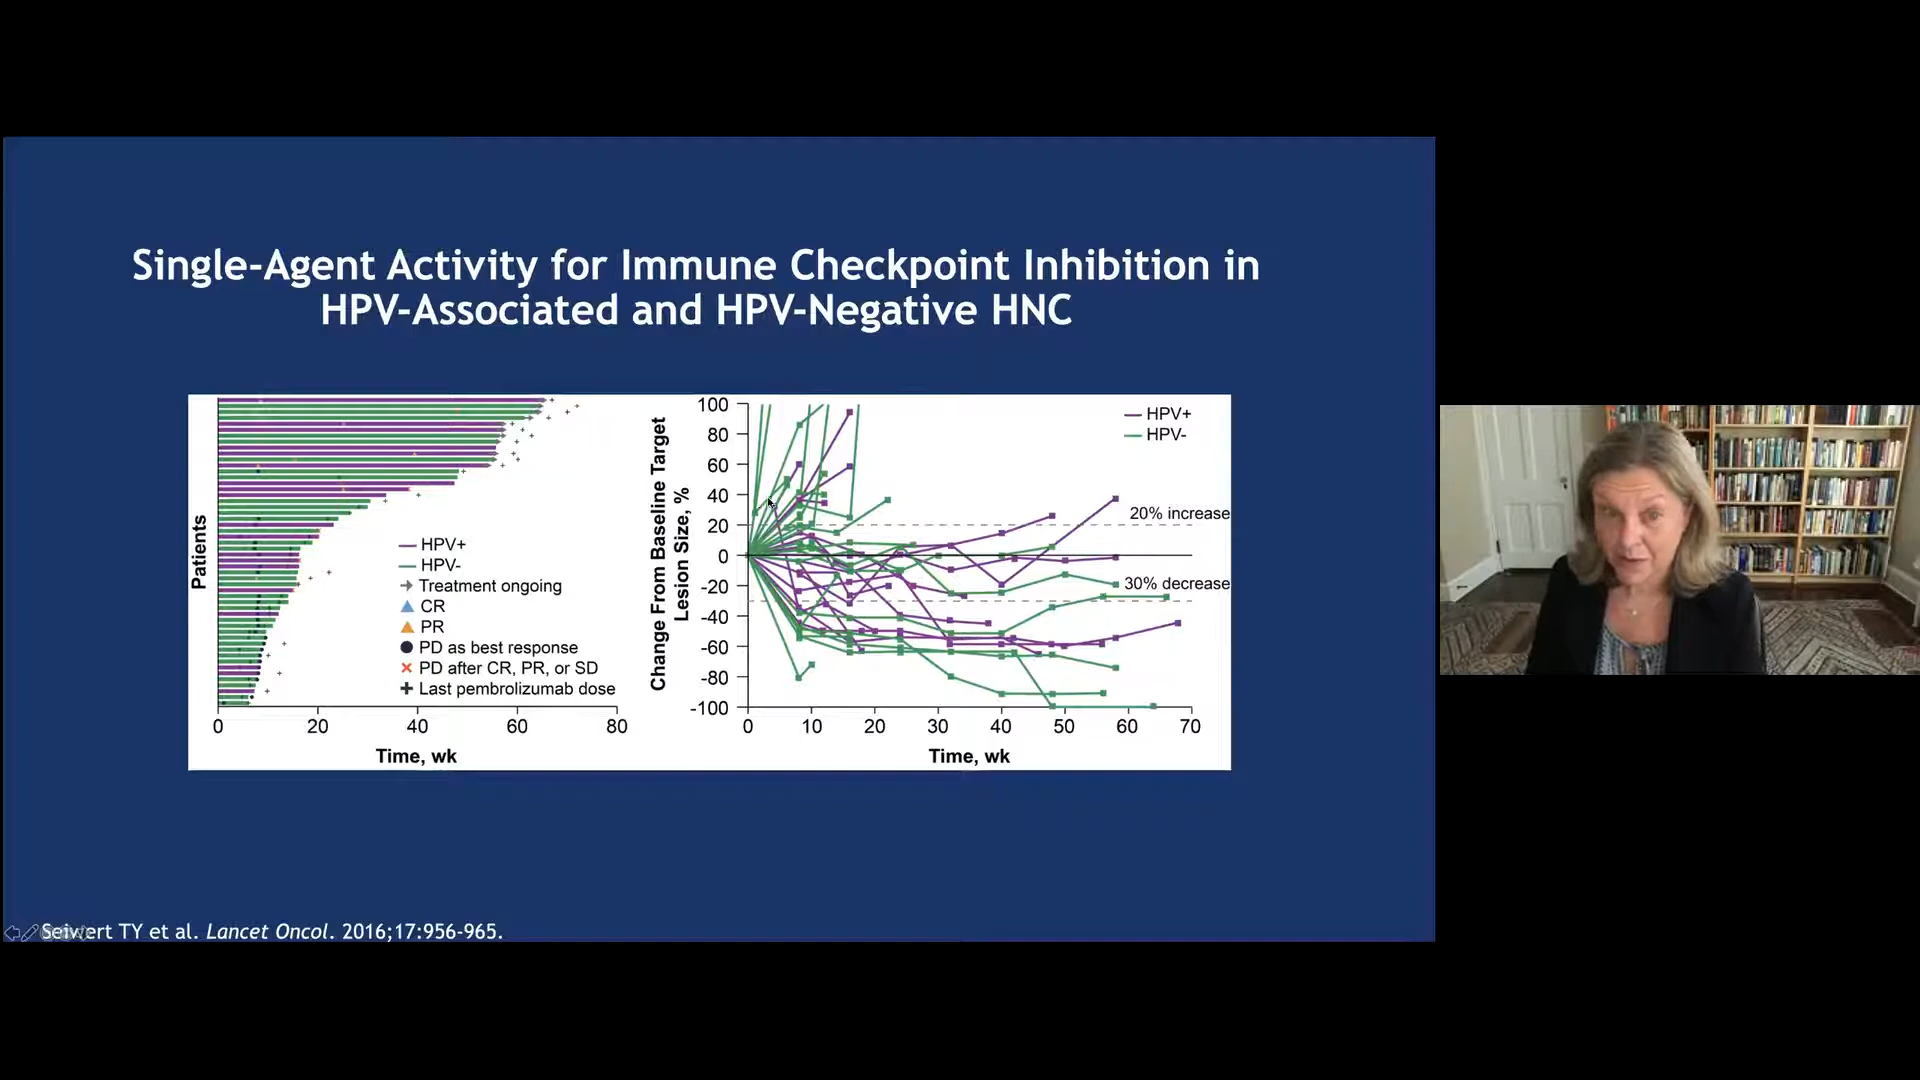 Single-Agent Activity for Immune Checkpoint Inhibition in
HPV-Associated and HPV-Negative HNC
Patients
HPV+
HPV-
Treatment ongoing
CR
PR
PD as best response
PD after CR, PR, or SD
Last pembrolizumab dose
0 20 40 60 80
Time, wk
Change From Baseline Target
Lesion Size, %
100
80
60
40
20
0
-20
-40
-60
-80
-100
HPV+
HPV-
20% increase
30% decrease
0 10 20 30 40 50 60 70
Time, wk
Seiwert TY et al. Lancet Oncol. 2016;17:956-965.